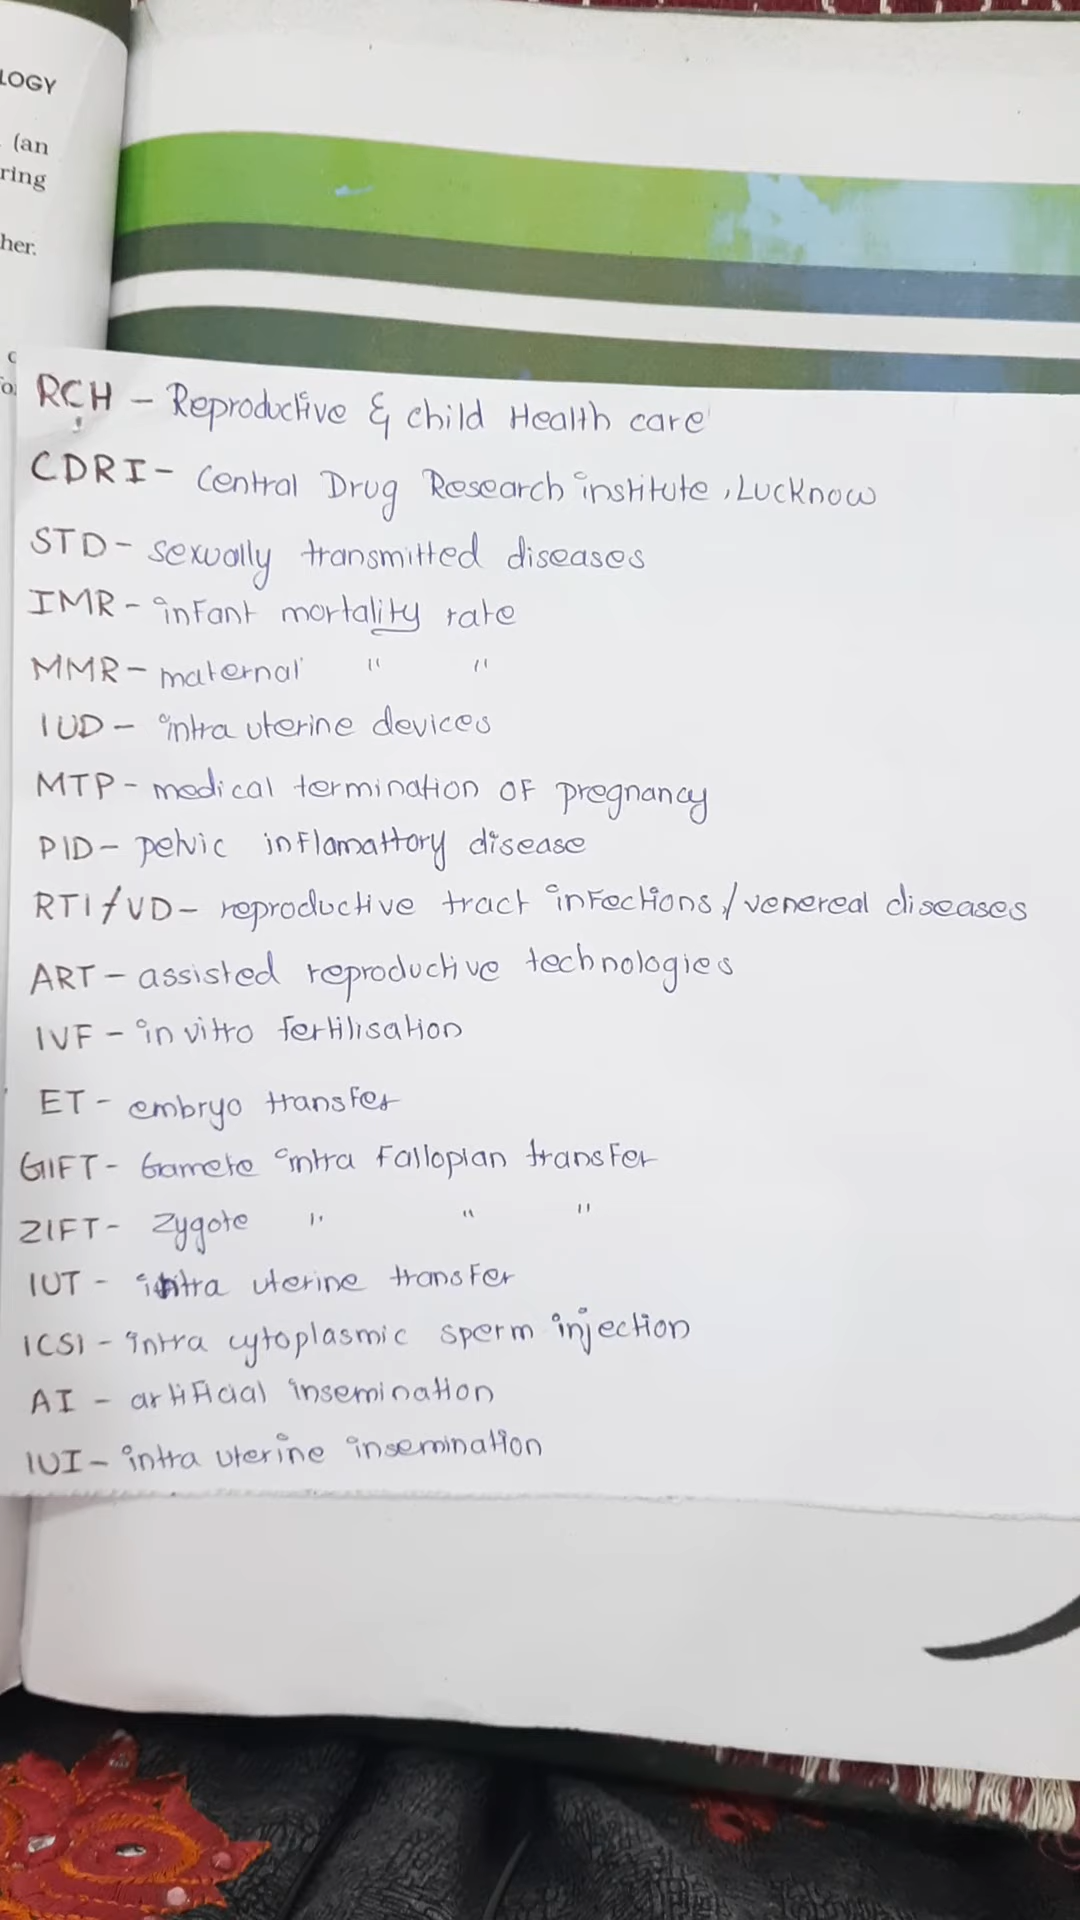 LOGY
(an
ring
her.
RCH - Reproductive & child Health care
CDRI - Central Drug Research institute, Lucknow
STD - sexually transmitted diseases
IMR - infant mortality rate
MMR - maternal " "
IUD - intra uterine devices
MTP - medical termination of pregnancy
PID - pelvic inflamattory disease
RTI/VD - reproductive tract infections/venereal diseases
ART - assisted reproductive technologies
IVF - in vitro fertilisation
ET - embryo transfer
GIFT - Gamete intra fallopian transfer
ZIFT - Zygote " " "
IUT - intra uterine transfer
ICSI - intra cytoplasmic sperm injection
AI - artificial insemination
IUI - intra uterine insemination